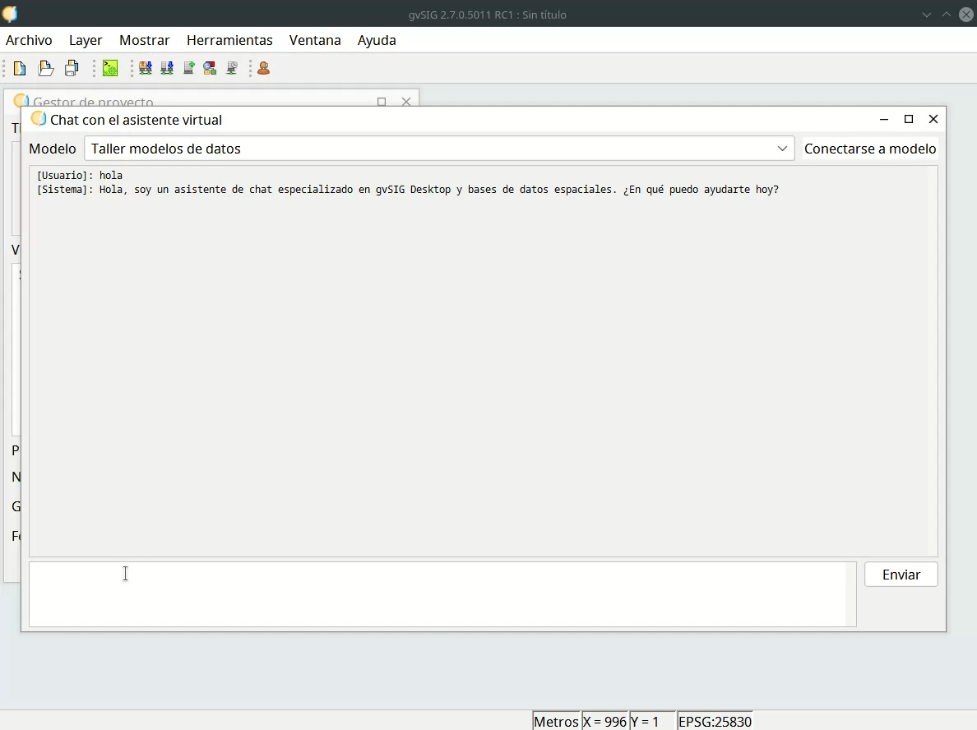 gvSIG 2.7.0.5011 RC1 : Sin título
Archivo Layer Mostrar Herramientas Ventana Ayuda
Gestor de proyecto
Chat con el asistente virtual
Modelo Taller modelos de datos Conectarse a modelo
[Usuario]: hola
[Sistema]: Hola, soy un asistente de chat especializado en gvSIG Desktop y bases de datos espaciales. ¿En qué puedo ayudarte hoy?
Enviar
Metros X = 996 Y = 1 EPSG:25830